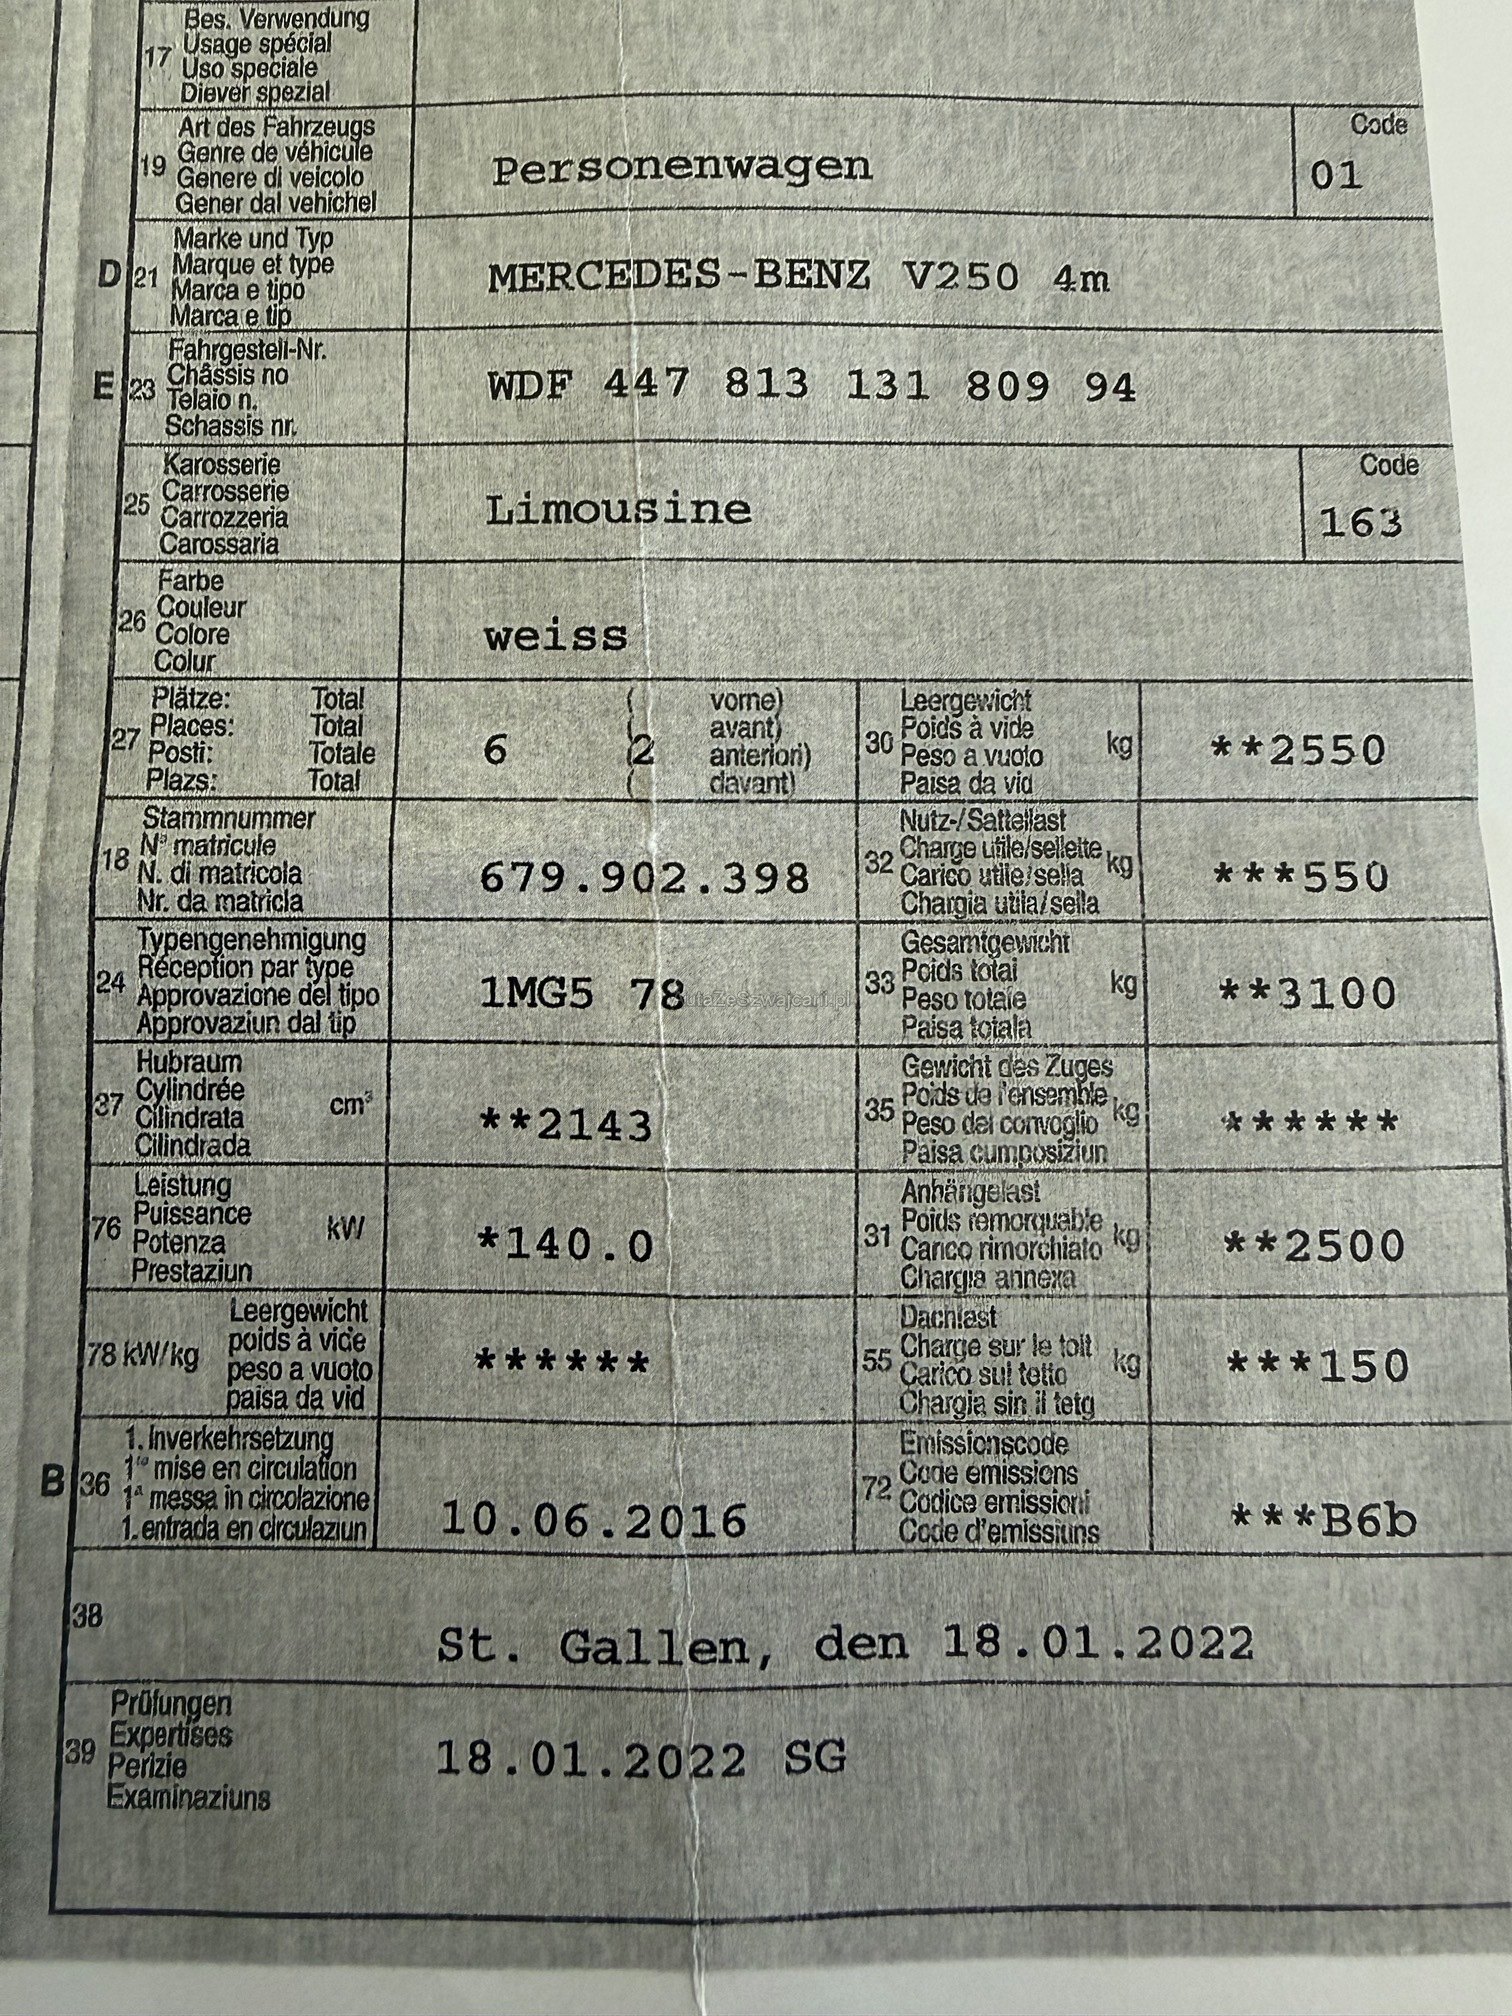 17 Bes. Verwendung
Usage spécial
Uso speciale
Diever spezial
19 Art des Fahrzeugs
Genre de véhicule
Genere di veicolo
Gener dal vehichel
Personenwagen
Code
01
D 21 Marke und Typ
Marque et type
Marca e tipo
Marca e tip
MERCEDES-BENZ V250 4m
E 23 Fahrgestell-Nr.
Châssis no
Telaio n.
Schassis nr.
WDF 447 813 131 809 94
25 Karosserie
Carrosserie
Carrozzeria
Carossaria
Limousine
Code
163
26 Farbe
Couleur
Colore
Colur
weiss
27 Plätze: Total
Places: Total
Posti: Totale
Plazs: Total
6 (2 vorne)
( avant)
( anteriori)
( davant)
30 Leergewicht
Poids à vide
Peso a vuoto
Paisa da vid
kg
**2550
18 Stammnummer
N° matricule
N. di matricola
Nr. da matricla
679.902.398
32 Nutz-/Sattellast
Charge utile/sellette
Carico utile/sella
Chargia utila/sella
kg
***550
24 Typengenehmigung
Réception par type
Approvazione del tipo
Approvaziun dal tip
1MG5 78
AutaZeSzwajcarii.pl
33 Gesamtgewicht
Poids total
Peso totale
Paisa totala
kg
**3100
37 Hubraum
Cylindrée
Cilindrata
Cilindrada
cm³
**2143
35 Gewicht des Zuges
Poids de l'ensemble
Peso del convoglio
Paisa cumposiziun
kg
******
76 Leistung
Puissance
Potenza
Prestaziun
kW
*140.0
31 Anhängelast
Poids remorquable
Carico rimorchiato
Chargia annexa
kg
**2500
78 kW/kg Leergewicht
poids à vide
peso a vuoto
paisa da vid
******
55 Dachlast
Charge sur le toit
Carico sul tetto
Chargia sin il tetg
kg
***150
B 36 1. Inverkehrsetzung
1re mise en circulation
1a messa in circolazione
1. entrada en circulaziun
10.06.2016
72 Emissionscode
Code emissions
Codice emissioni
Code d'emissiuns
***B6b
38
St. Gallen, den 18.01.2022
39 Prüfungen
Expertises
Perizie
Examinaziuns
18.01.2022 SG